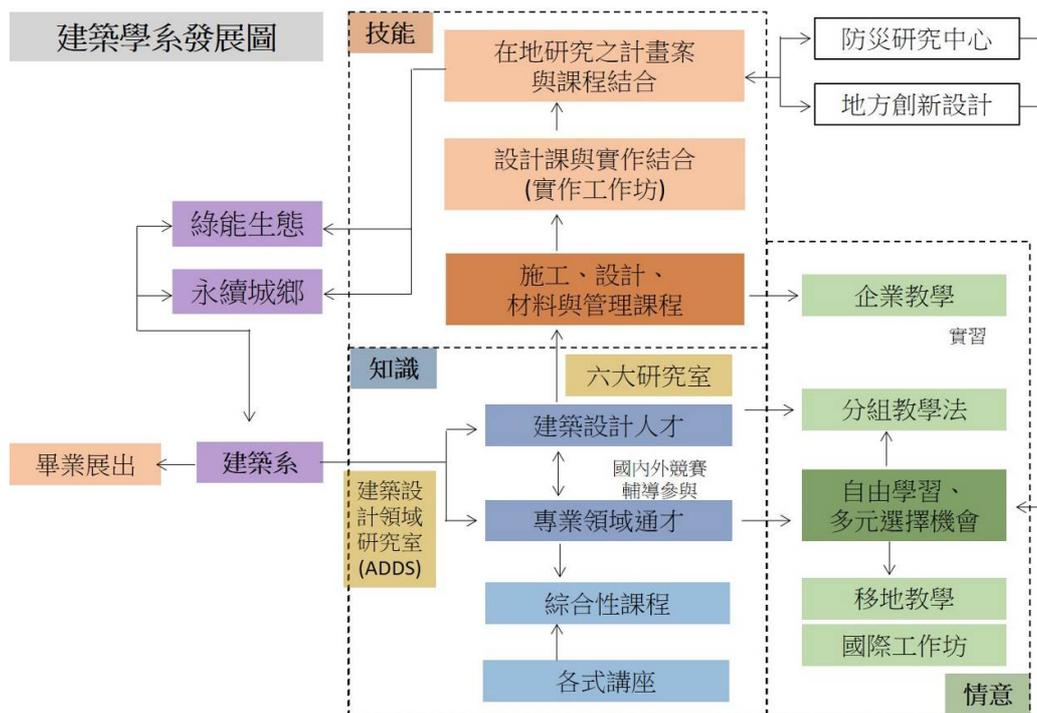 建築學系發展圖
技能
在地研究之計畫案
與課程結合
防災研究中心
地方創新設計
設計課與實作結合
(實作工作坊)
綠能生態
永續城鄉
施工、設計、
材料與管理課程
企業教學
實習
知識
六大研究室
建築設計人才
分組教學法
畢業展出
建築系
建築設
計領域
研究室
(ADDS)
國內外競賽
輔導參與
專業領域通才
自由學習、
多元選擇機會
綜合性課程
移地教學
國際工作坊
各式講座
情意